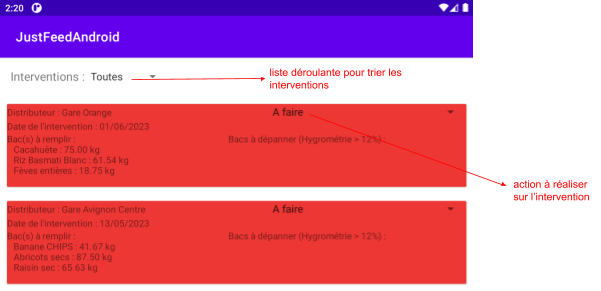 2:20
JustFeedAndroid
Interventions : Toutes
liste déroulante pour trier les
interventions
Distributeur : Gare Orange
A faire
Date de l'intervention : 01/06/2023
Bac(s) à remplir :
Bacs à dépanner (Hygrométrie > 12%) :
Cacahuète : 75.00 kg
Riz Basmati Blanc : 61.54 kg
Fèves entières : 18.75 kg
action à réaliser
sur l'intervention
Distributeur : Gare Avignon Centre
A faire
Date de l'intervention : 13/05/2023
Bac(s) à remplir :
Bacs à dépanner (Hygrométrie > 12%) :
Banane CHIPS : 41.67 kg
Abricots secs : 87.50 kg
Raisin sec : 65.63 kg